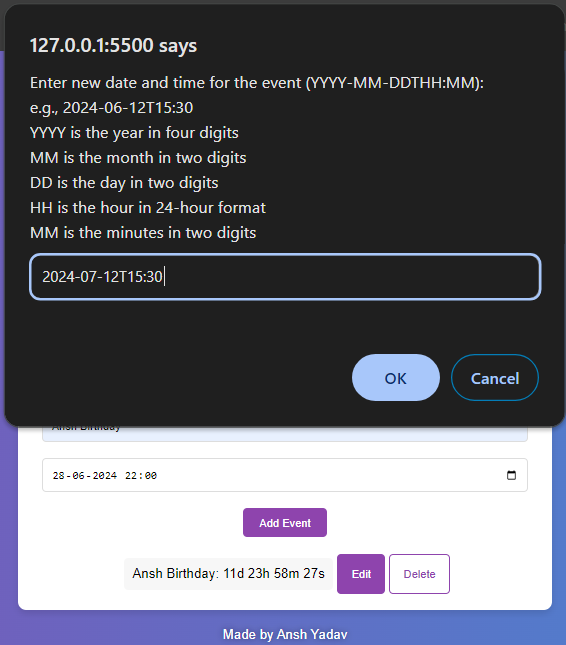 127.0.0.1:5500 says
Enter new date and time for the event (YYYY-MM-DDTHH:MM):
e.g., 2024-06-12T15:30
YYYY is the year in four digits
MM is the month in two digits
DD is the day in two digits
HH is the hour in 24-hour format
MM is the minutes in two digits
2024-07-12T15:30
OK Cancel
Ansh Birthday
28-06-2024 22:00
Add Event
Ansh Birthday: 11d 23h 58m 27s Edit Delete
Made by Ansh Yadav